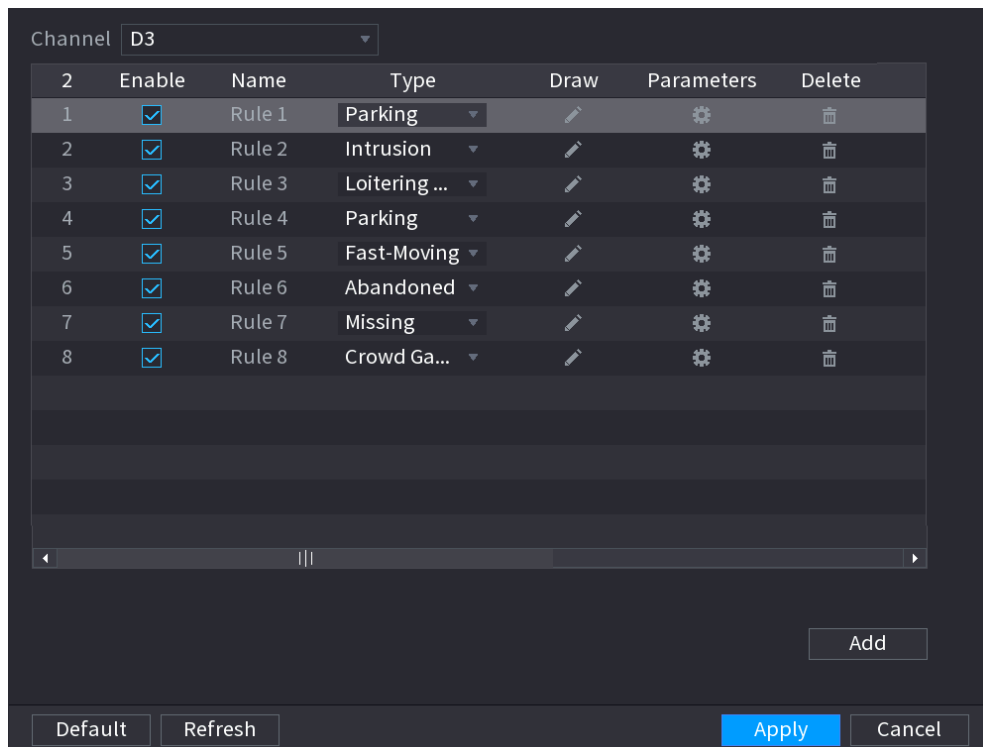 Channel D3
2 Enable Name Type Draw Parameters Delete
1 Rule 1 Parking
2 Rule 2 Intrusion
3 Rule 3 Loitering ...
4 Rule 4 Parking
5 Rule 5 Fast-Moving
6 Rule 6 Abandoned
7 Rule 7 Missing
8 Rule 8 Crowd Ga...
Add
Default Refresh Apply Cancel